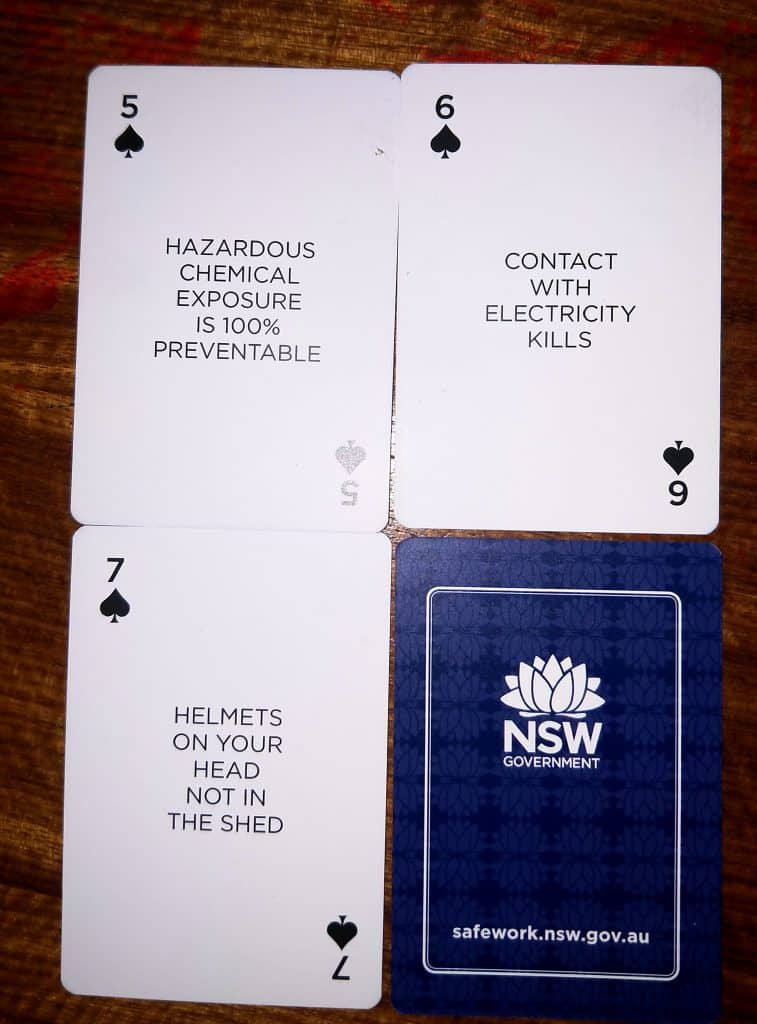 5
HAZARDOUS
CHEMICAL
EXPOSURE
IS 100%
PREVENTABLE
5
6
CONTACT
WITH
ELECTRICITY
KILLS
6
7
HELMETS
ON YOUR
HEAD
NOT IN
THE SHED
7
NSW
GOVERNMENT
safework.nsw.gov.au